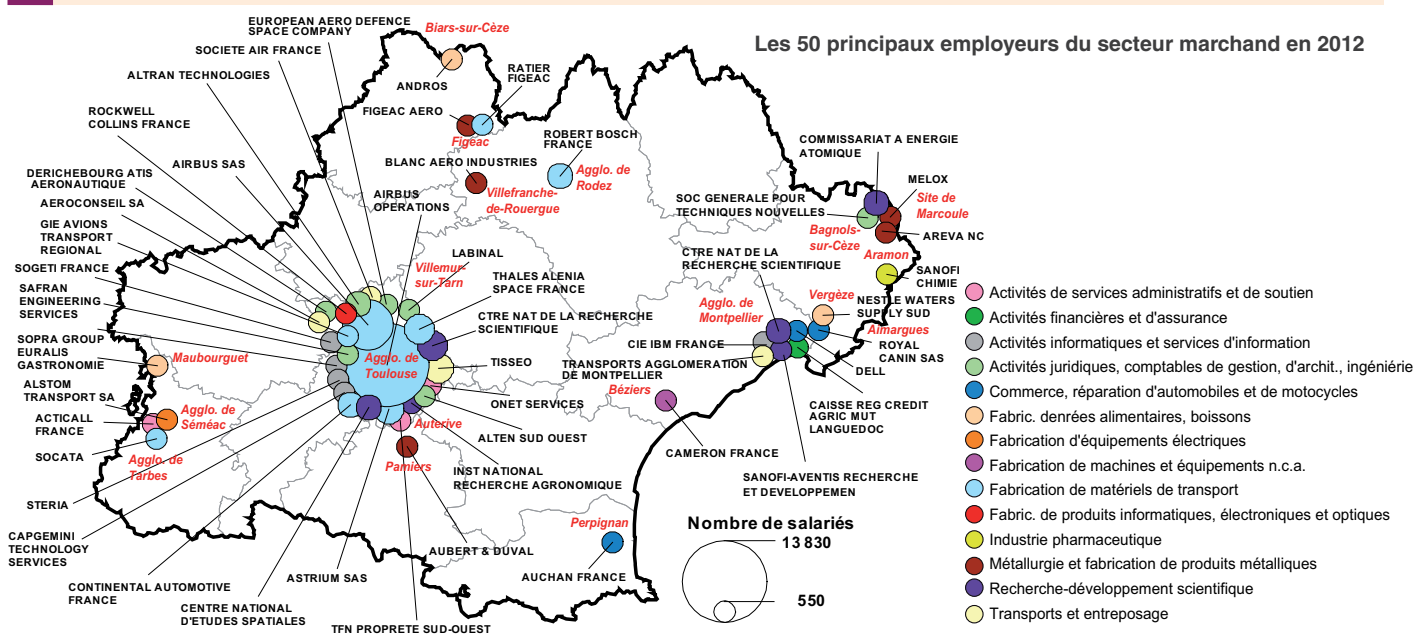 Les 50 principaux employeurs du secteur marchand en 2012
EUROPEAN AERO DEFENCE
SPACE COMPANY
SOCIETE AIR FRANCE
ALTRAN TECHNOLOGIES
ROCKWELL
COLLINS FRANCE
AIRBUS SAS
DERICHEBOURG ATIS
AERONAUTIQUE
AEROCONSEIL SA
GIE AVIONS
TRANSPORT
REGIONAL
SOGETI FRANCE
SAFRAN
ENGINEERING
SERVICES
SOPRA GROUP
EURALIS
GASTRONOMIE
ALSTOM
TRANSPORT SA
ACTICALL
FRANCE
SOCATA
STERIA
CAPGEMINI
TECHNOLOGY
SERVICES
CONTINENTAL AUTOMOTIVE
FRANCE
CENTRE NATIONAL
D'ETUDES SPATIALES
ASTRIUM SAS
TFN PROPRETE SUD-OUEST
Maubourguet
Agglo. de
Séméac
Agglo. de
Tarbes
Biars-sur-Cèze
ANDROS
RATIER
FIGEAC
FIGEAC AERO
Figeac
BLANC AERO INDUSTRIES
Villefranche-
de-Rouergue
ROBERT BOSCH
FRANCE
Agglo. de
Rodez
AIRBUS
OPERATIONS
LABINAL
Villemur-
sur-Tarn
THALES ALENIA
SPACE FRANCE
CTRE NAT DE LA RECHERCHE
SCIENTIFIQUE
Agglo. de
Toulouse
TISSEO
ONET SERVICES
Auterive
ALTEN SUD OUEST
Pamiers
INST NATIONAL
RECHERCHE AGRONOMIQUE
AUBERT & DUVAL
Perpignan
AUCHAN FRANCE
COMMISSARIAT A ENERGIE
ATOMIQUE
MELOX
Site de
Marcoule
SOC GENERALE POUR
TECHNIQUES NOUVELLES
Bagnols-
sur-Cèze
AREVA NC
Aramon
SANOFI
CHIMIE
CTRE NAT DE LA
RECHERCHE SCIENTIFIQUE
Vergèze
NESTLE WATERS
SUPPLY SUD
Agglo. de
Montpellier
Aimargues
ROYAL
CANIN SAS
CIE IBM FRANCE
DELL
TRANSPORTS AGGLOMERATION
DE MONTPELLIER
Béziers
CAISSE REG CREDIT
AGRIC MUT
LANGUEDOC
CAMERON FRANCE
SANOFI-AVENTIS RECHERCHE
ET DEVELOPPEMEN
Nombre de salariés
13 830
550
Activités de services administratifs et de soutien
Activités financières et d'assurance
Activités informatiques et services d'information
Activités juridiques, comptables de gestion, d'archit., ingéniérie
Commerce, réparation d'automobiles et de motocycles
Fabric. denrées alimentaires, boissons
Fabrication d'équipements électriques
Fabrication de machines et équipements n.c.a.
Fabrication de matériels de transport
Fabric. de produits informatiques, électroniques et optiques
Industrie pharmaceutique
Métallurgie et fabrication de produits métalliques
Recherche-développement scientifique
Transports et entreposage